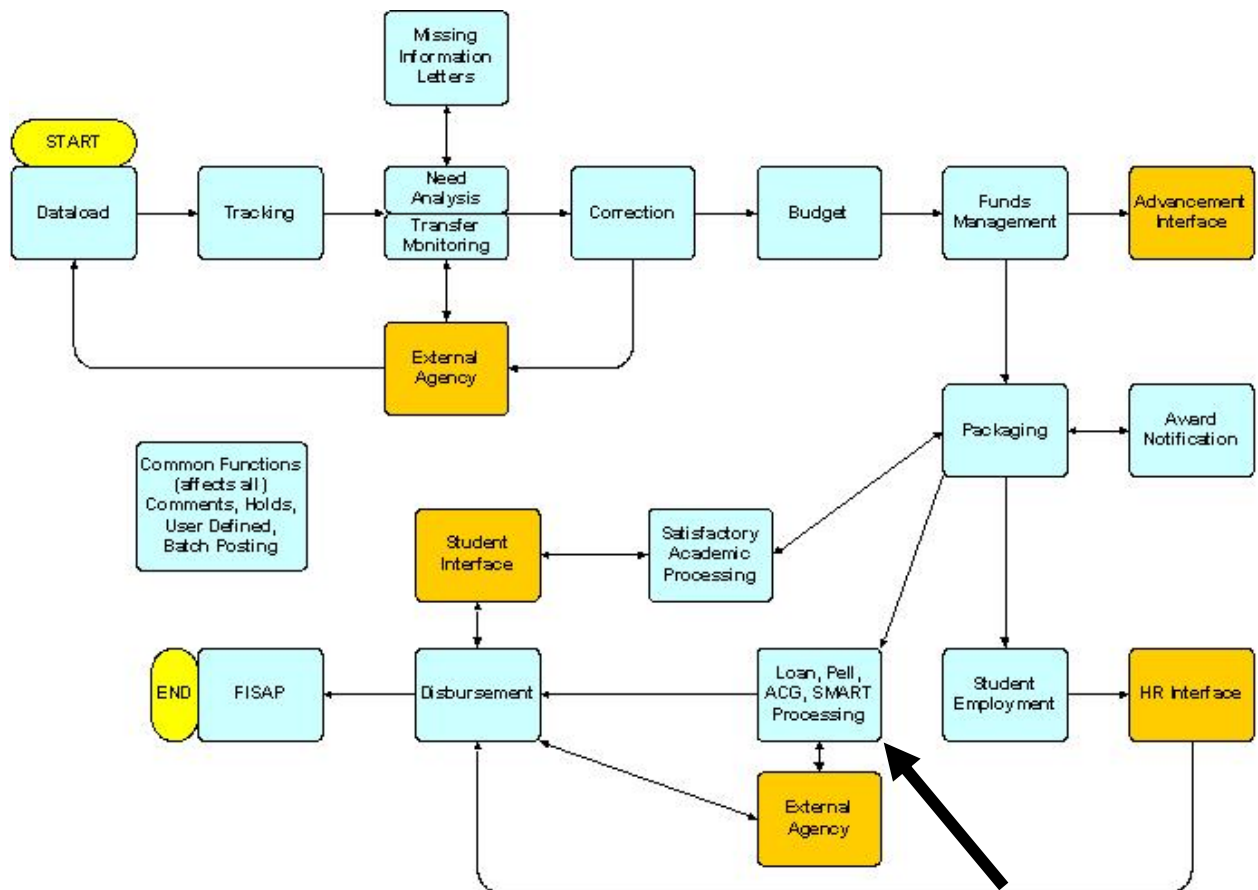 Missing
Information
Letters
START
Dataload
Tracking
Need
Analysis
Transfer
Monitoring
Correction
Budget
Funds
Management
Advancement
Interface
External
Agency
Packaging
Award
Notification
Common Functions
(affects all)
Comments, Holds,
User Defined,
Batch Posting
Student
Interface
Satisfactory
Academic
Processing
END
FISAP
Disbursement
Loan, Pell,
ACG, SMART
Processing
Student
Employment
HR Interface
External
Agency